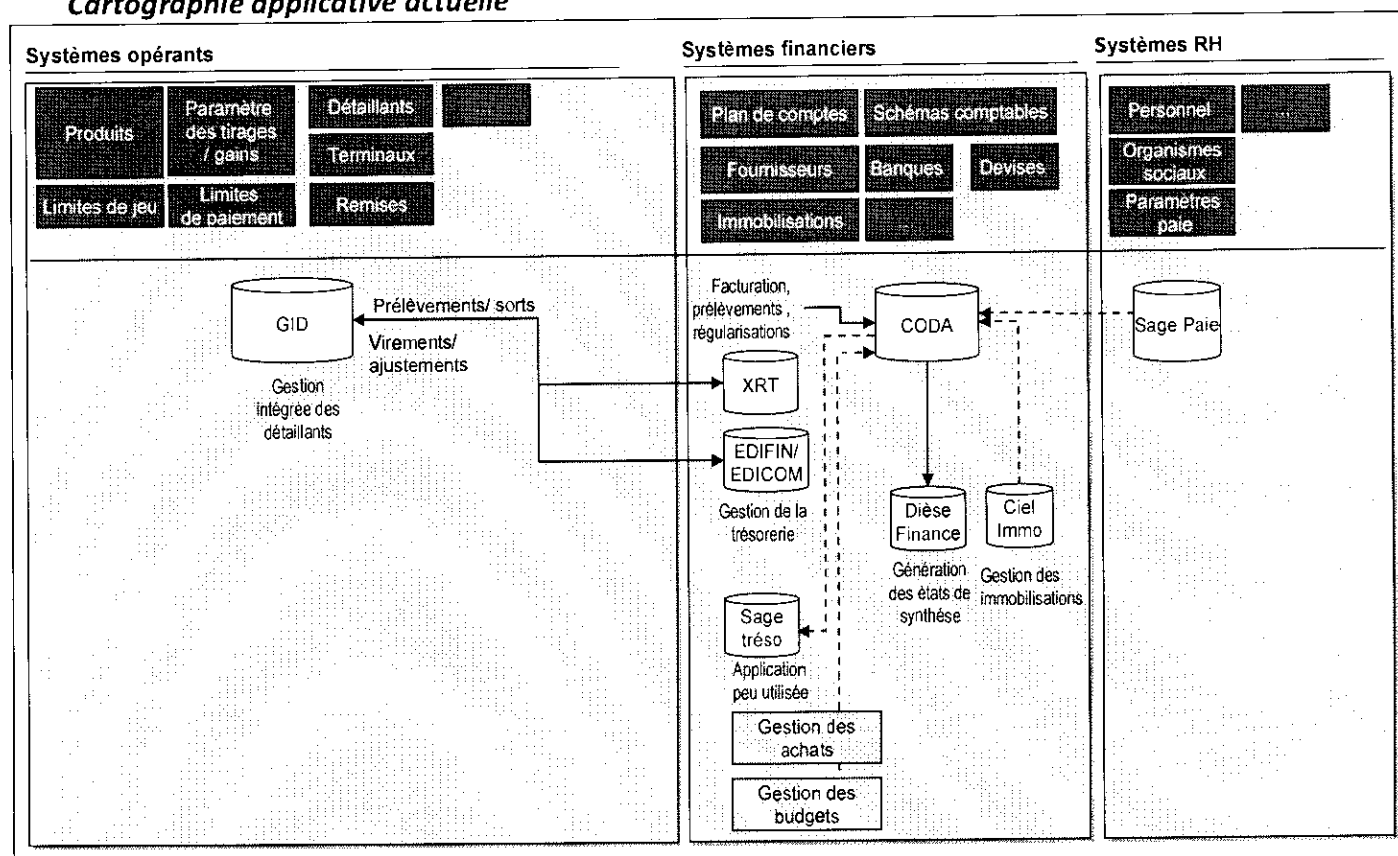 Cartographie applicative actuelle
Systèmes opérants
Produits
Paramètre
des tirages
/ gains
Détaillants
...
Terminaux
Limites de jeu
Limites
de paiement
Remises
GID
Gestion
intégrée des
détaillants
Prélèvements/ sorts
Virements/
ajustements
Systèmes financiers
Plan de comptes
Schémas comptables
Fournisseurs
Banques
Devises
Immobilisations
...
Facturation,
prélèvements ,
régularisations
CODA
XRT
EDIFIN/
EDICOM
Gestion de la
trésorerie
Dièse
Finance
Génération
des états de
synthèse
Ciel
Immo
Gestion des
immobilisations
Sage
tréso
Application
peu utilisée
Gestion des
achats
Gestion des
budgets
Systèmes RH
Personnel
...
Organismes
sociaux
Paramètres
paie
Sage Paie